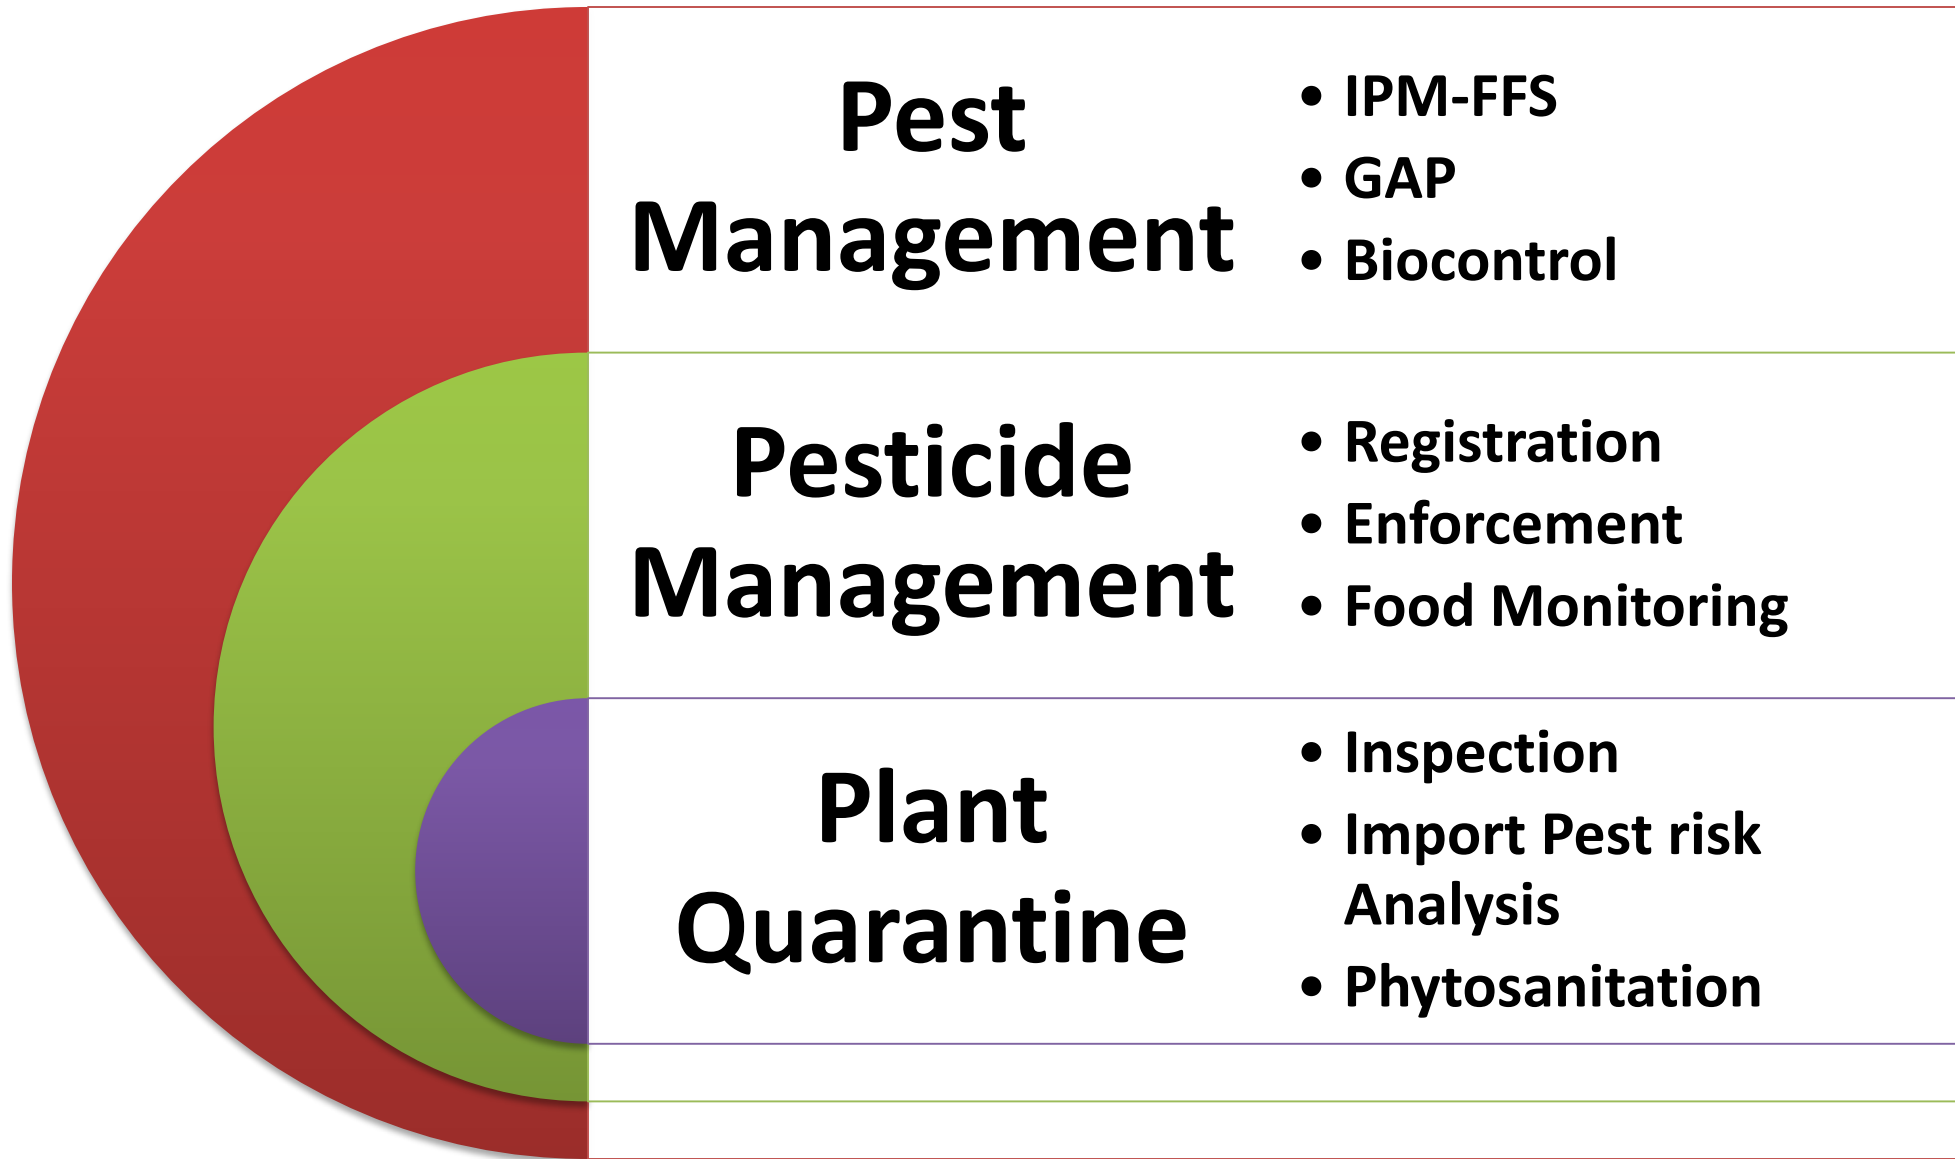 Pest
Management
• IPM-FFS
• GAP
• Biocontrol
Pesticide
Management
• Registration
• Enforcement
• Food Monitoring
Plant
Quarantine
• Inspection
• Import Pest risk
Analysis
• Phytosanitation